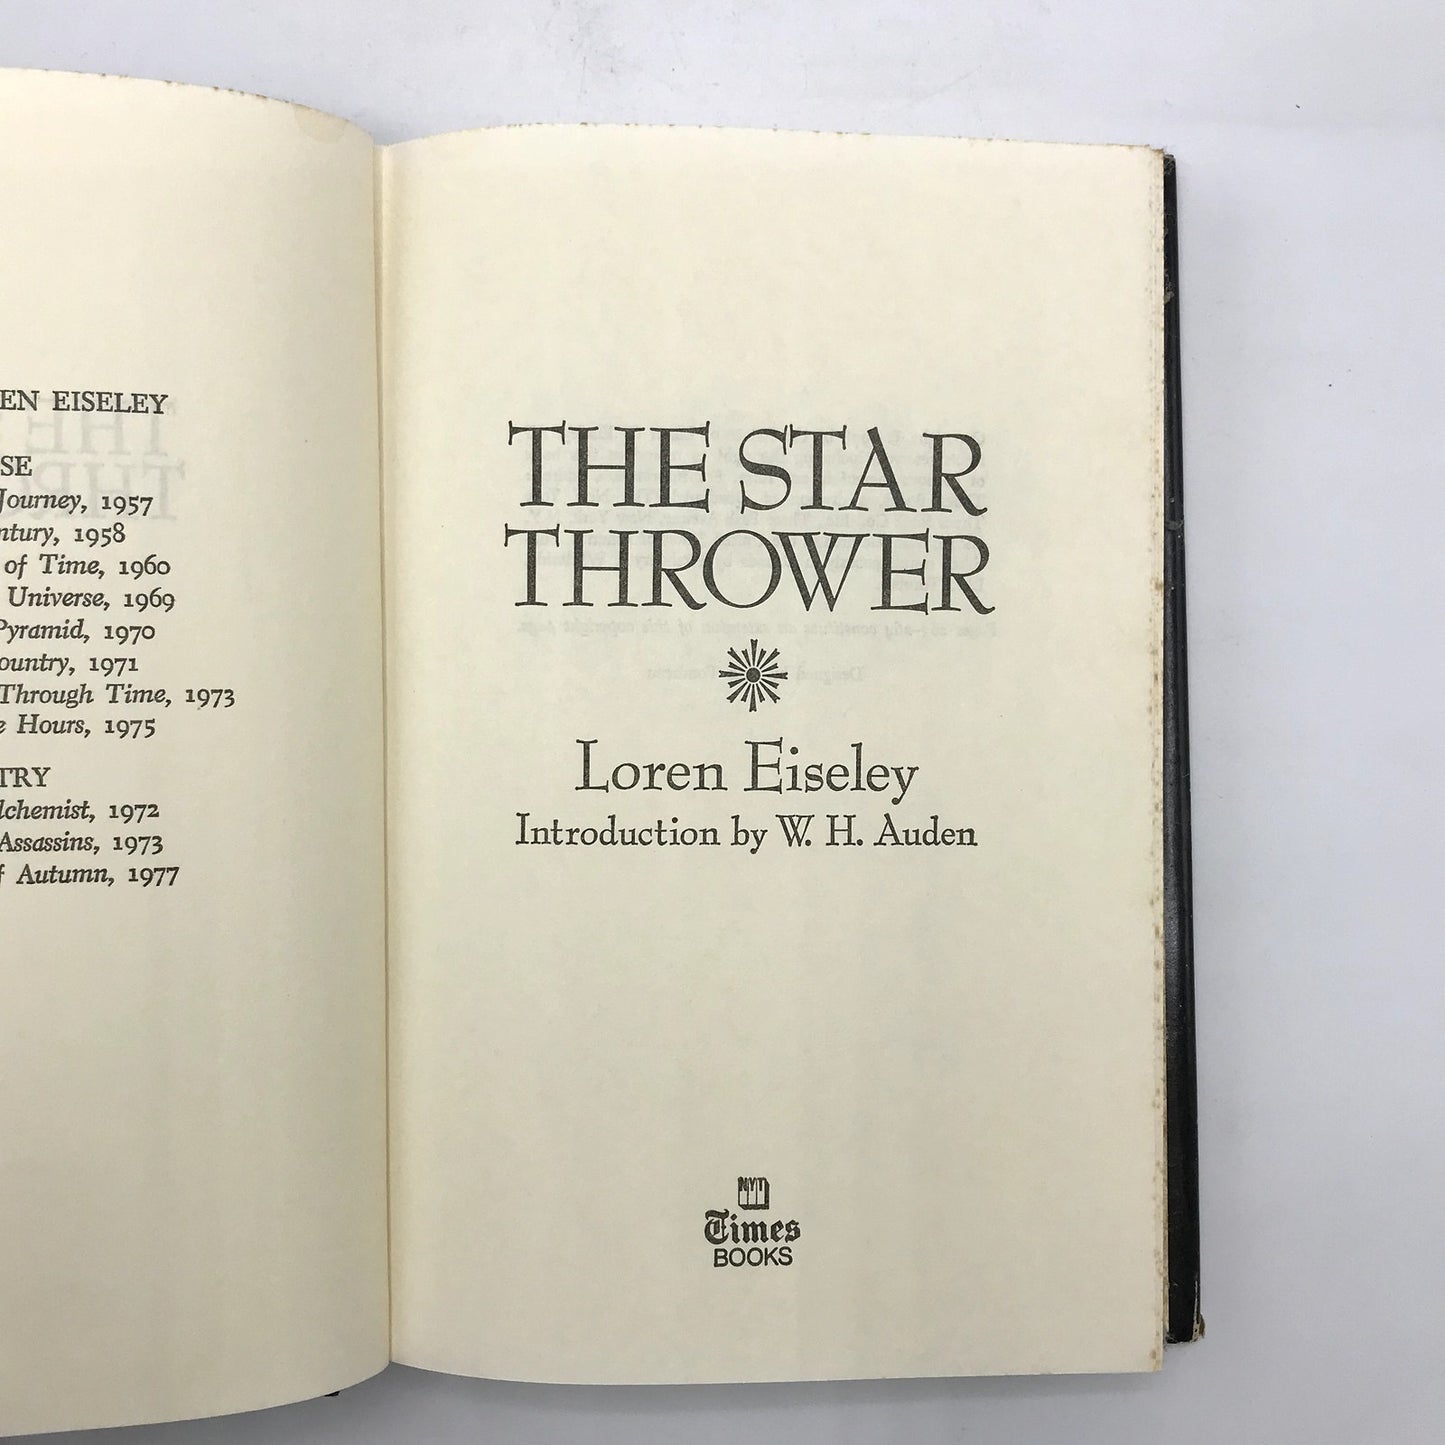 EN EISELEY
SE
Journey, 1957
ntury, 1958
of Time, 1960
Universe, 1969
Pyramid, 1970
ountry, 1971
Through Time, 1973
e Hours, 1975
TRY
lchemist, 1972
Assassins, 1973
f Autumn, 1977
THE STAR
THROWER
Loren Eiseley
Introduction by W. H. Auden
NYT
Times
BOOKS